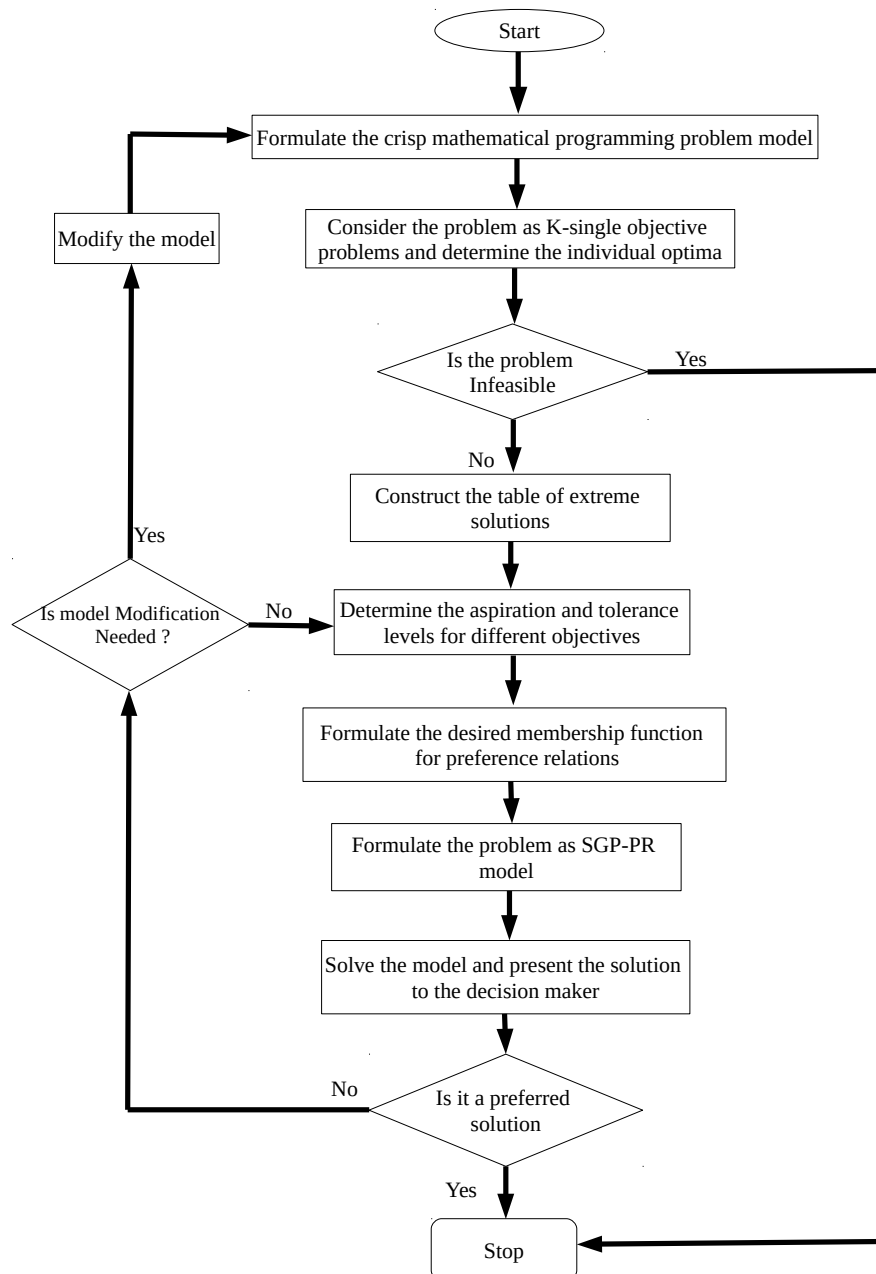 Start
Formulate the crisp mathematical programming problem model
Modify the model
Consider the problem as K-single objective
problems and determine the individual optima
Is the problem
Infeasible
Yes
No
Construct the table of extreme
solutions
Yes
Is model Modification
Needed ?
No
Determine the aspiration and tolerance
levels for different objectives
Formulate the desired membership function
for preference relations
Formulate the problem as SGP-PR
model
Solve the model and present the solution
to the decision maker
No
Is it a preferred
solution
Yes
Stop